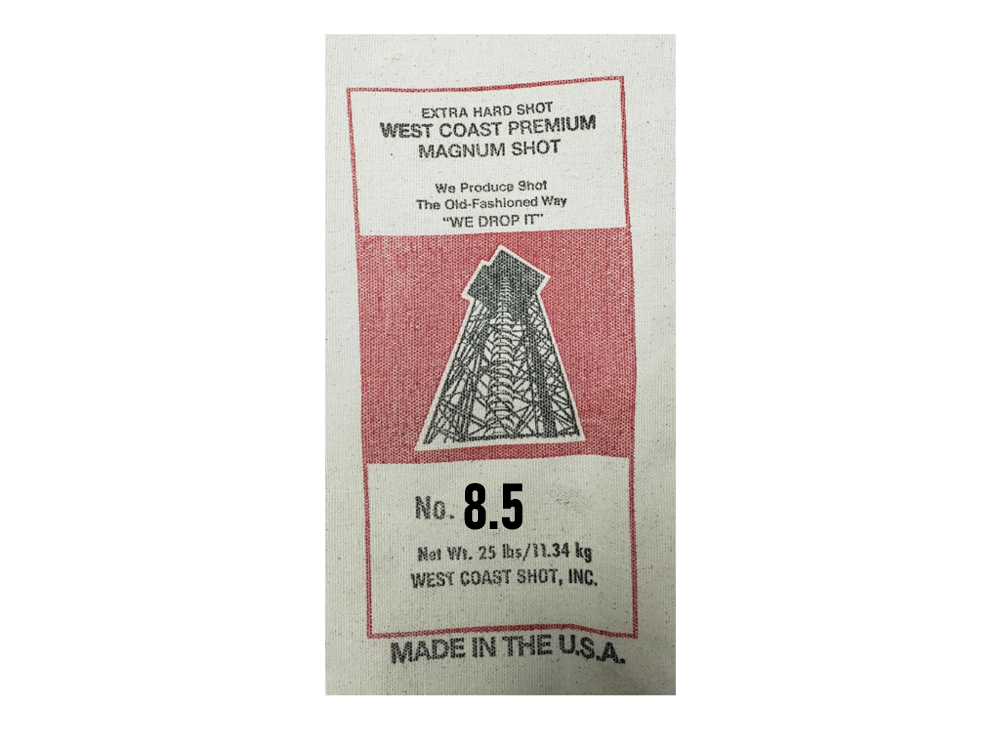 EXTRA HARD SHOT
WEST COAST PREMIUM
MAGNUM SHOT
We Produce Shot
The Old-Fashioned Way
"WE DROP IT"
No. 8.5
Net Wt. 25 lbs/11.34 kg
WEST COAST SHOT, INC.
MADE IN THE U.S.A.